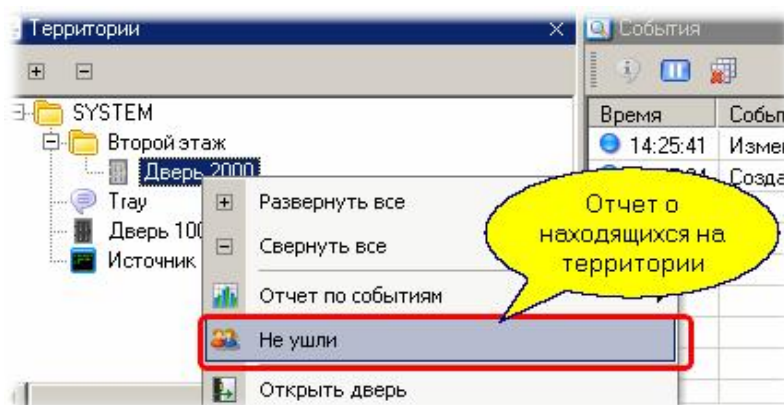 Территории
События
SYSTEM
Второй этаж
Дверь 2000
Tray
Дверь
Источник
Время
14:25:41
Развернуть все
Свернуть все
Отчет по событиям
Не ушли
Открыть дверь
Отчет о
находящихся на
территории